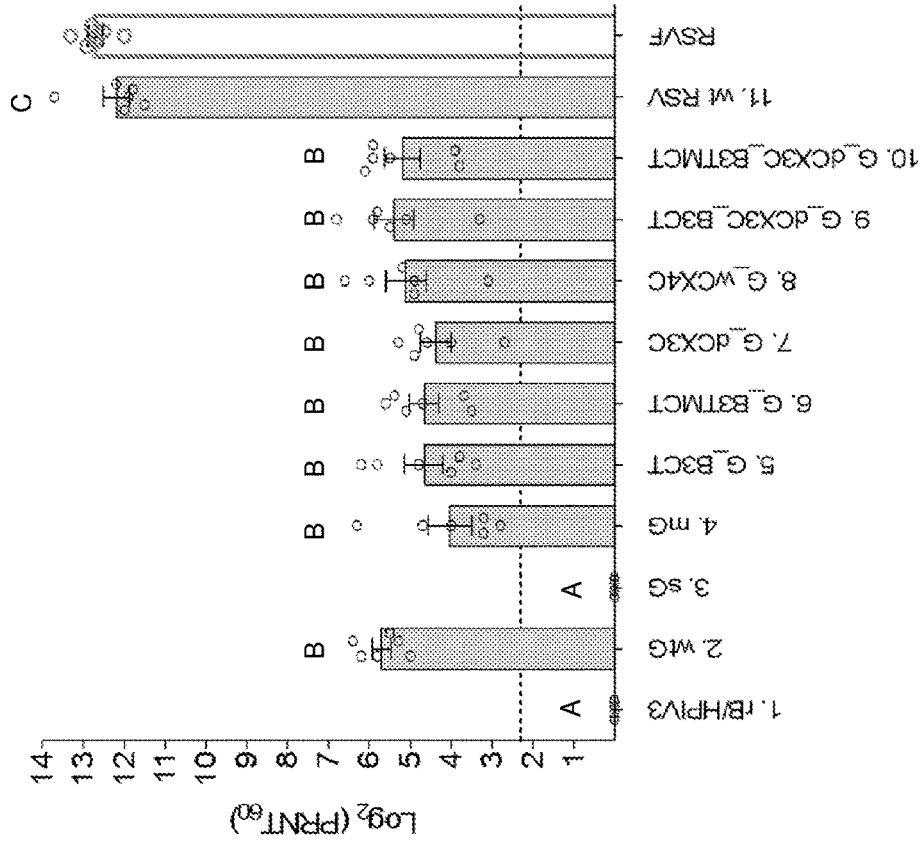 Log2 (PRNT60)
14
13
12
11
10
9
8
7
6
5
4
3
2
1
A
B
A
B
B
B
B
B
B
B
C
1. rB/HPIV3
2. wtG
3. sG
4. mG
5. G_B3CT
6. G_B3TMCT
7. G_dCX3C
8. G_wCX4C
9. G_dCX3C_B3CT
10. G_dCX3C_B3TMCT
11. wt RSV
RSVF